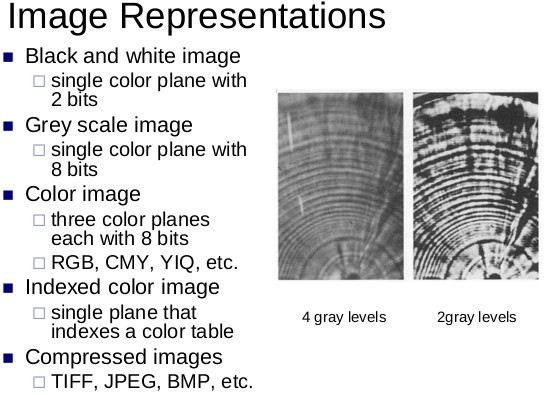 Image Representations
Black and white image
single color plane with
2 bits
Grey scale image
single color plane with
8 bits
Color image
three color planes
each with 8 bits
RGB, CMY, YIQ, etc.
Indexed color image
single plane that
indexes a color table
Compressed images
TIFF, JPEG, BMP, etc.
4 gray levels
2gray levels